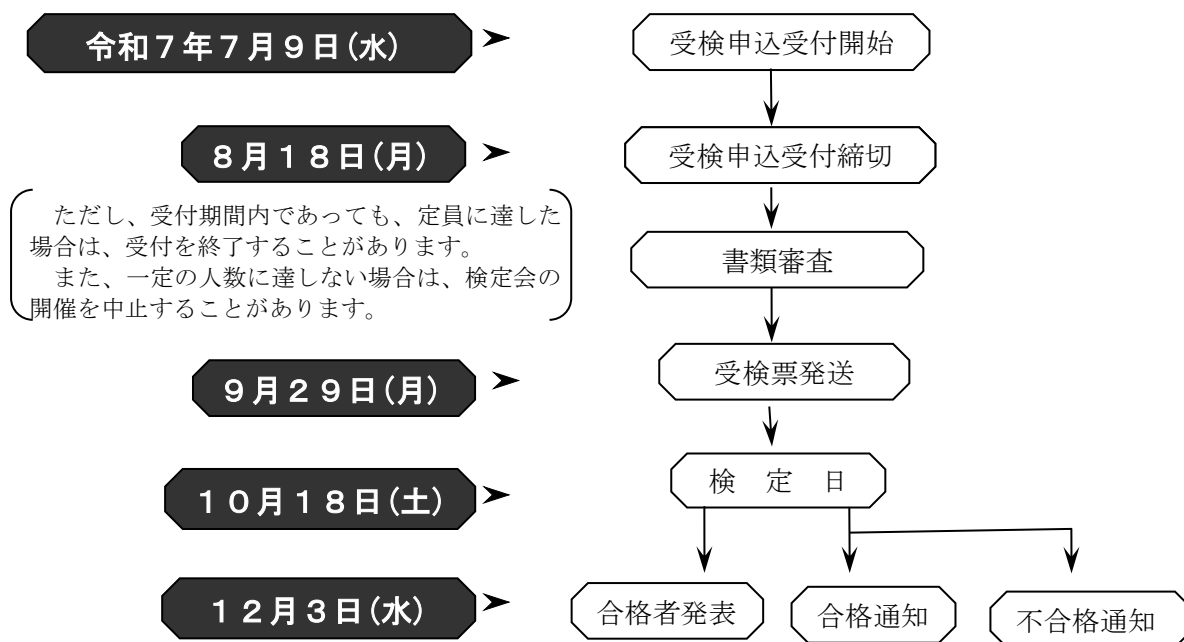 令和７年７月９日(水)
受検申込受付開始
８月１８日(月)
受検申込受付締切
ただし、受付期間内であっても、定員に達した
場合は、受付を終了することがあります。
また、一定の人数に達しない場合は、検定会の
開催を中止することがあります。
書類審査
９月２９日(月)
受検票発送
１０月１８日(土)
検　定　日
１２月３日(水)
合格者発表
合格通知
不合格通知